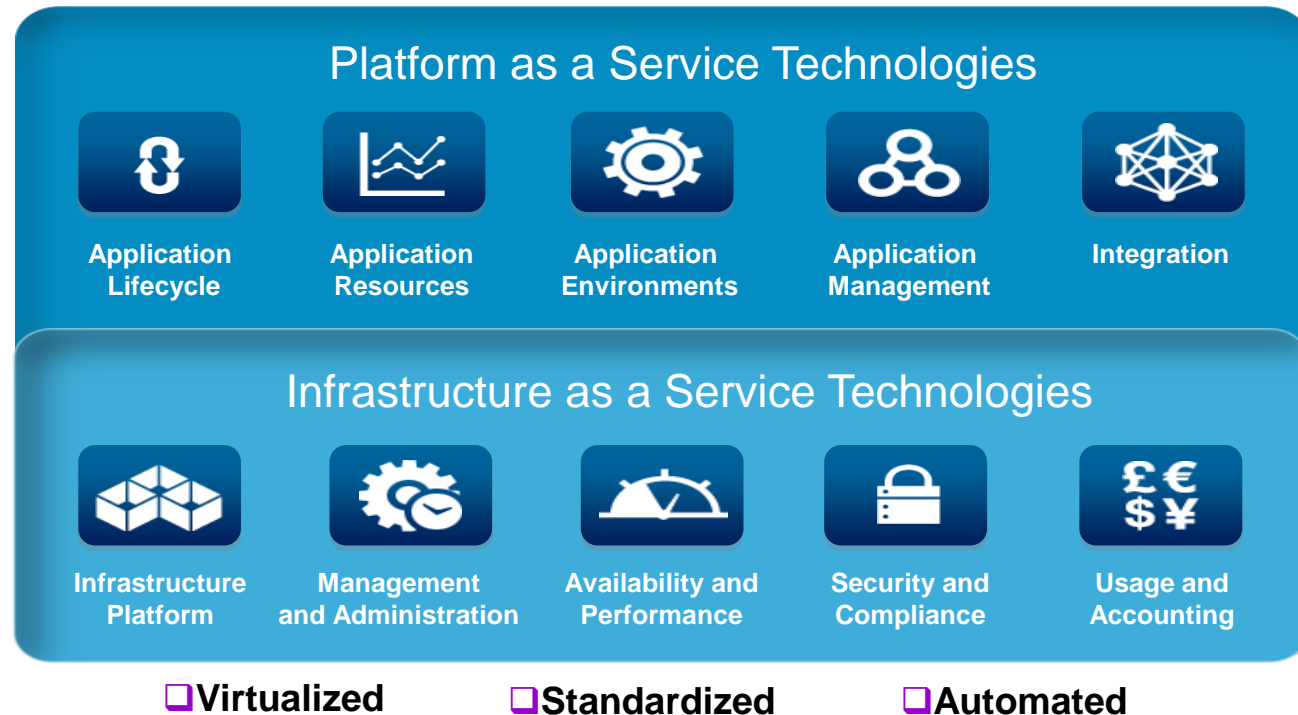 Platform as a Service Technologies
Application
Lifecycle
Application
Resources
Application
Environments
Application
Management
Integration
Infrastructure as a Service Technologies
£ €
$ ¥
Infrastructure
Platform
Management
and Administration
Availability and
Performance
Security and
Compliance
Usage and
Accounting
❑Virtualized
❑Standardized
❑Automated